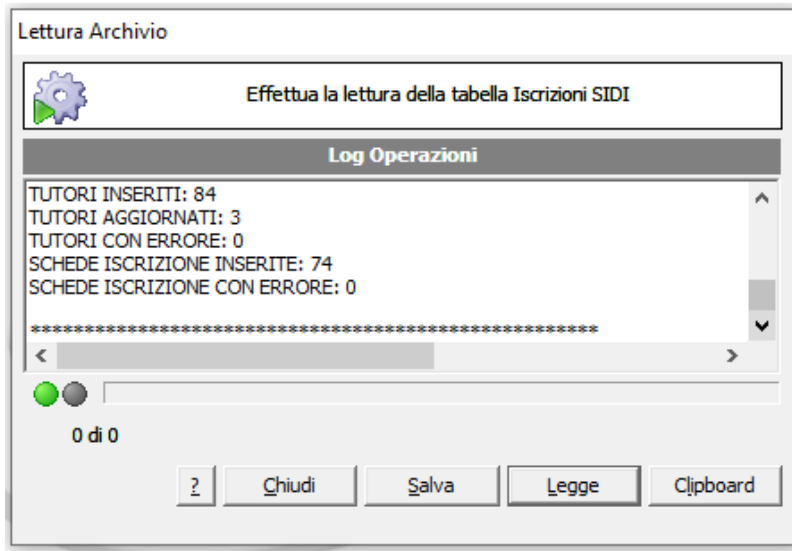 Lettura Archivio
Effettua la lettura della tabella Iscrizioni SIDI
Log Operazioni
TUTORI INSERITI: 84
TUTORI AGGIORNATI: 3
TUTORI CON ERRORE: 0
SCHEDE ISCRIZIONE INSERITE: 74
SCHEDE ISCRIZIONE CON ERRORE: 0
*****************************************************
0 di 0
? Chiudi Salva Legge Clipboard